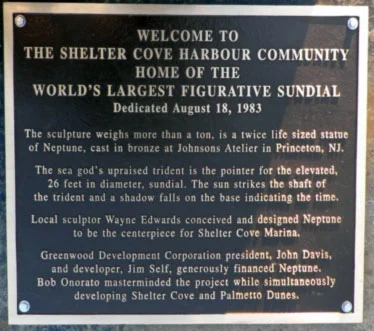 WELCOME TO
THE SHELTER COVE HARBOUR COMMUNITY
HOME OF THE
WORLD'S LARGEST FIGURATIVE SUNDIAL
Dedicated August 18, 1983
The sculpture weighs more than a ton, is a twice life sized statue
of Neptune, cast in bronze at Johnsons Atelier in Princeton, NJ.
The sea god's upraised trident is the pointer for the elevated,
26 feet in diameter, sundial. The sun strikes the shaft of
the trident and a shadow falls on the base indicating the time.
Local sculptor Wayne Edwards conceived and designed Neptune
to be the centerpiece for Shelter Cove Marina.
Greenwood Development Corporation president, John Davis,
and developer, Jim Self, generously financed Neptune.
Bob Onorato masterminded the project while simultaneously
developing Shelter Cove and Palmetto Dunes.